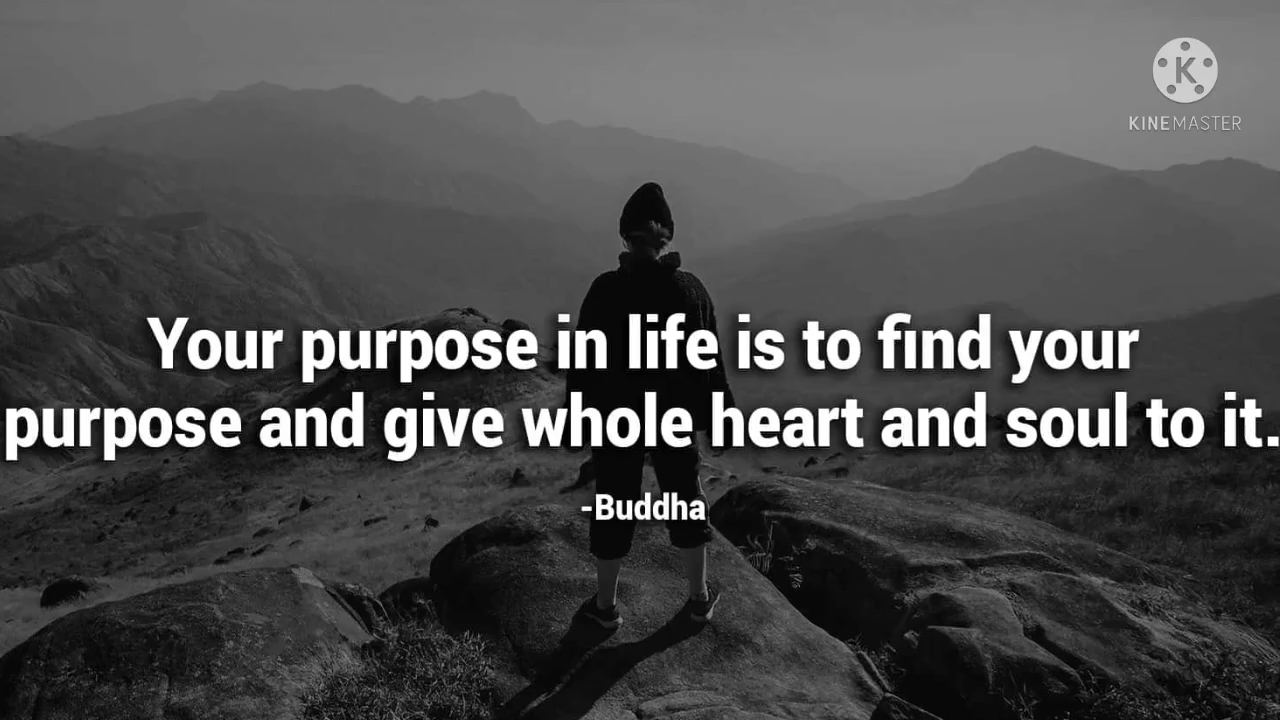 KINEMASTER
Your purpose in life is to find your
purpose and give whole heart and soul to it.
-Buddha